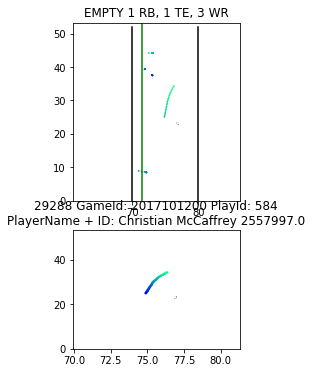 EMPTY 1 RB, 1 TE, 3 WR
50
40
30
20
10
0
70 80
29288 GameId: 2017101200 PlayId: 584
PlayerName + ID: Christian McCaffrey 2557997.0
40
20
0
70.0 72.5 75.0 77.5 80.0